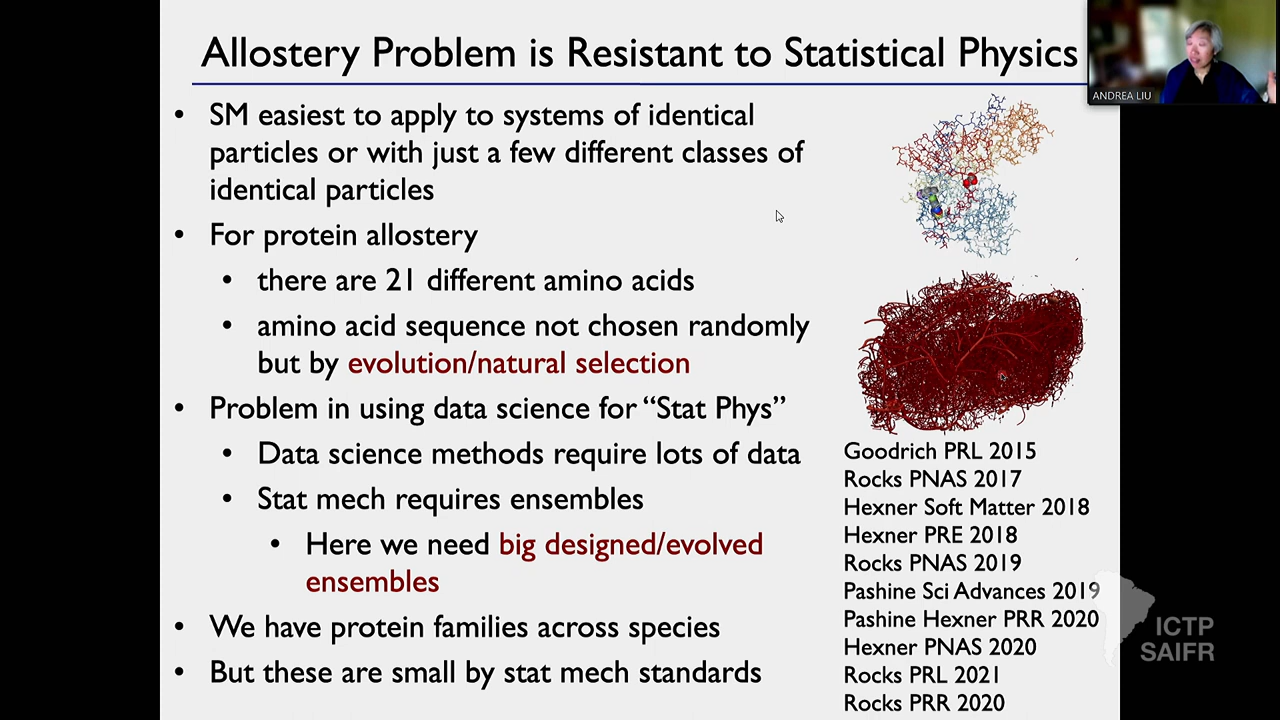 Allostery Problem is Resistant to Statistical Physics
ANDREA LIU
• SM easiest to apply to systems of identical
particles or with just a few different classes of
identical particles
• For protein allostery
• there are 21 different amino acids
• amino acid sequence not chosen randomly
but by evolution/natural selection
• Problem in using data science for “Stat Phys”
• Data science methods require lots of data
• Stat mech requires ensembles
• Here we need big designed/evolved
ensembles
• We have protein families across species
• But these are small by stat mech standards
Goodrich PRL 2015
Rocks PNAS 2017
Hexner Soft Matter 2018
Hexner PRE 2018
Rocks PNAS 2019
Pashine Sci Advances 2019
Pashine Hexner PRR 2020
Hexner PNAS 2020
Rocks PRL 2021
Rocks PRR 2020
ICTP
SAIFR